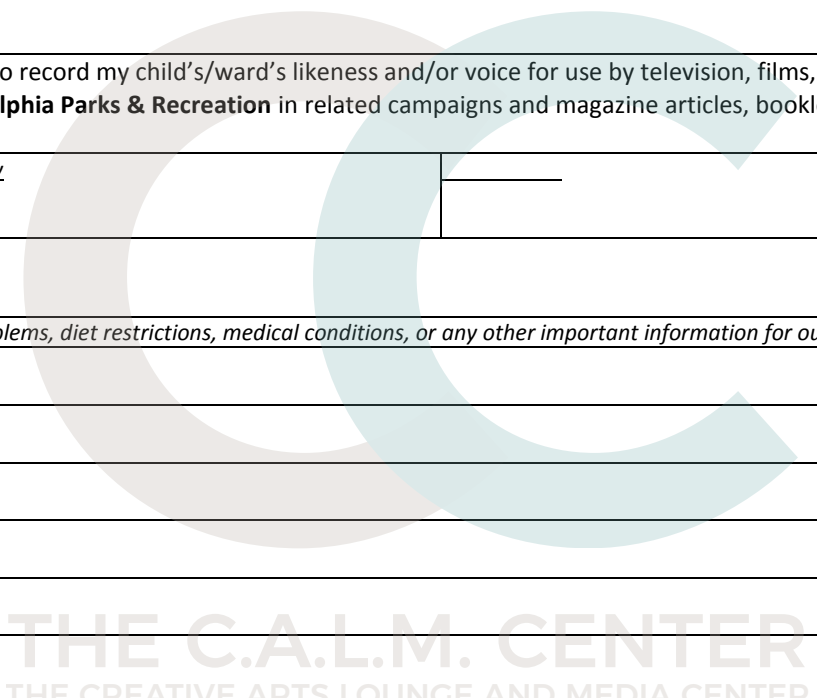 o record my child's/ward's likeness and/or voice for use by television, films,
lphia Parks & Recreation in related campaigns and magazine articles, bookl
blems, diet restrictions, medical conditions, or any other important information for ou
THE C.A.L.M. CENTER
THE CREATIVE ARTS LOUNGE AND MEDIA CENTER